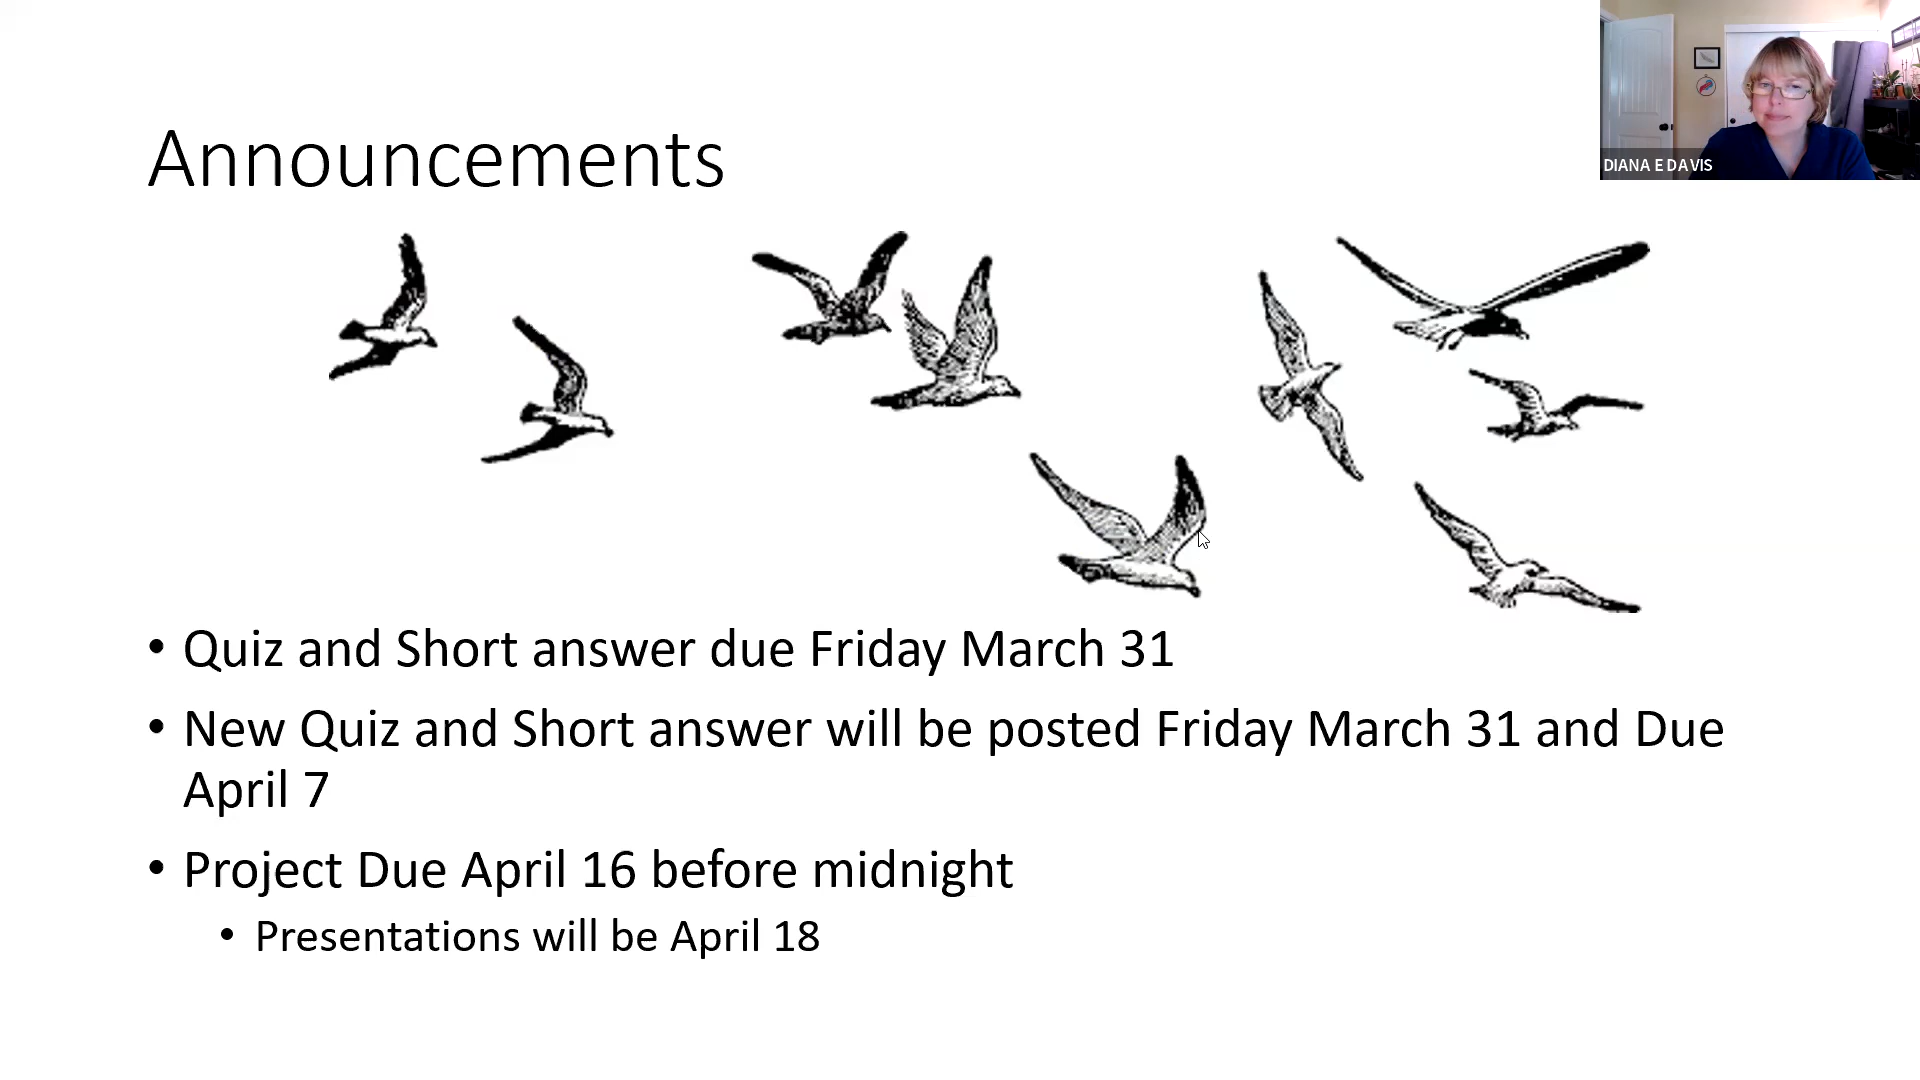 DIANA E DAVIS
Announcements
• Quiz and Short answer due Friday March 31
• New Quiz and Short answer will be posted Friday March 31 and Due
April 7
• Project Due April 16 before midnight
• Presentations will be April 18